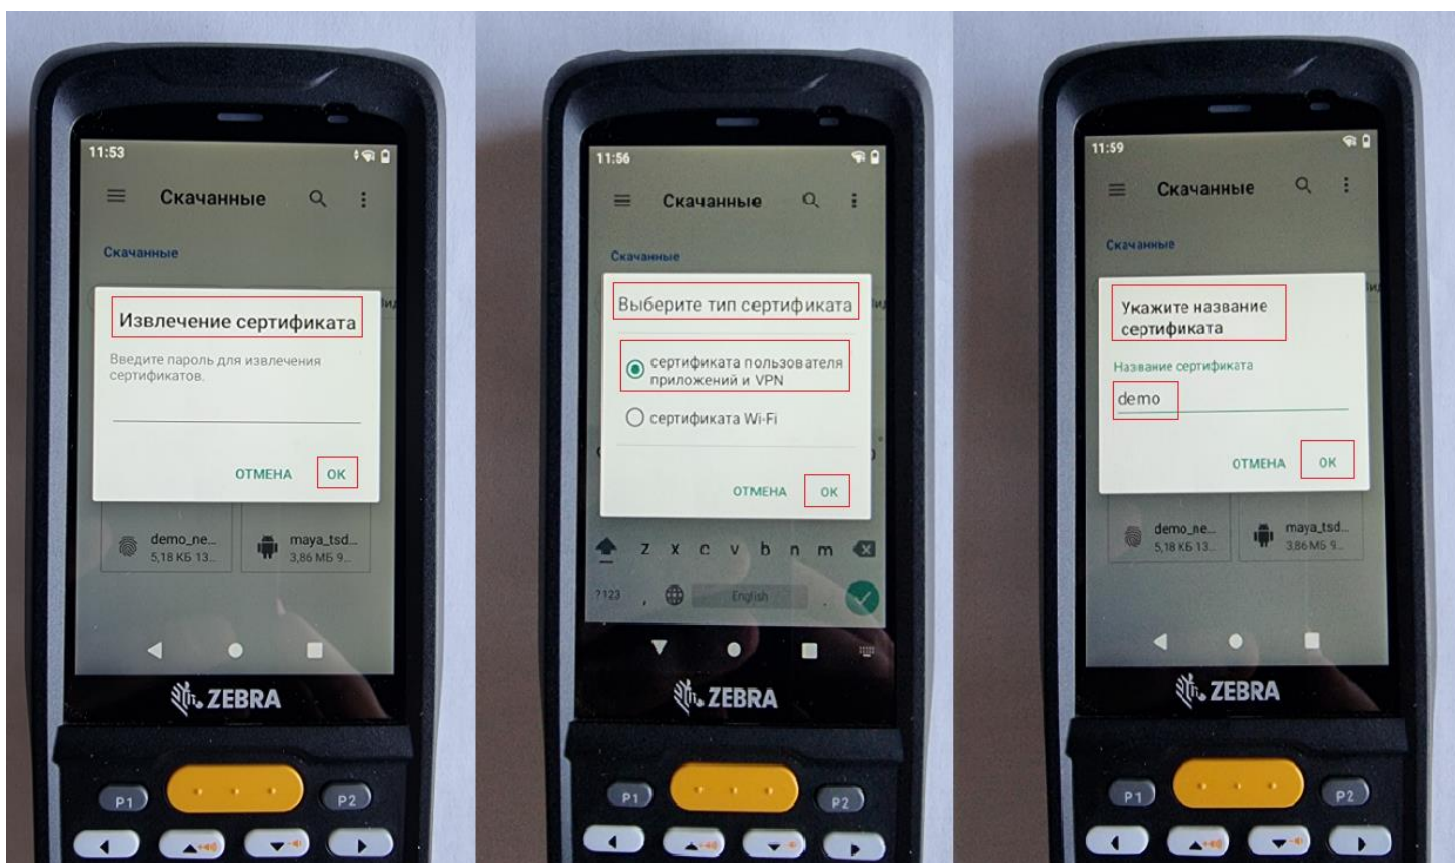 11:53
Скачанные
Скачанные
Извлечение сертификата
Введите пароль для извлечения
сертификатов.
ОТМЕНА
ОК
demo_ne...
5,18 КБ 13...
maya_tsd...
3,86 МБ 9...
ZEBRA
P1
P2
11:56
Скачанные
Скачанные
Выберите тип сертификата
сертификата пользователя
приложений и VPN
сертификата Wi-Fi
ОТМЕНА
ОК
z x c v b n m
?123 , English .
ZEBRA
P1
P2
11:59
Скачанные
Скачанные
Укажите название
сертификата
Название сертификата
demo
ОТМЕНА
ОК
demo_ne...
5,18 КБ 13...
maya_tsd...
3,86 МБ 9...
ZEBRA
P1
P2